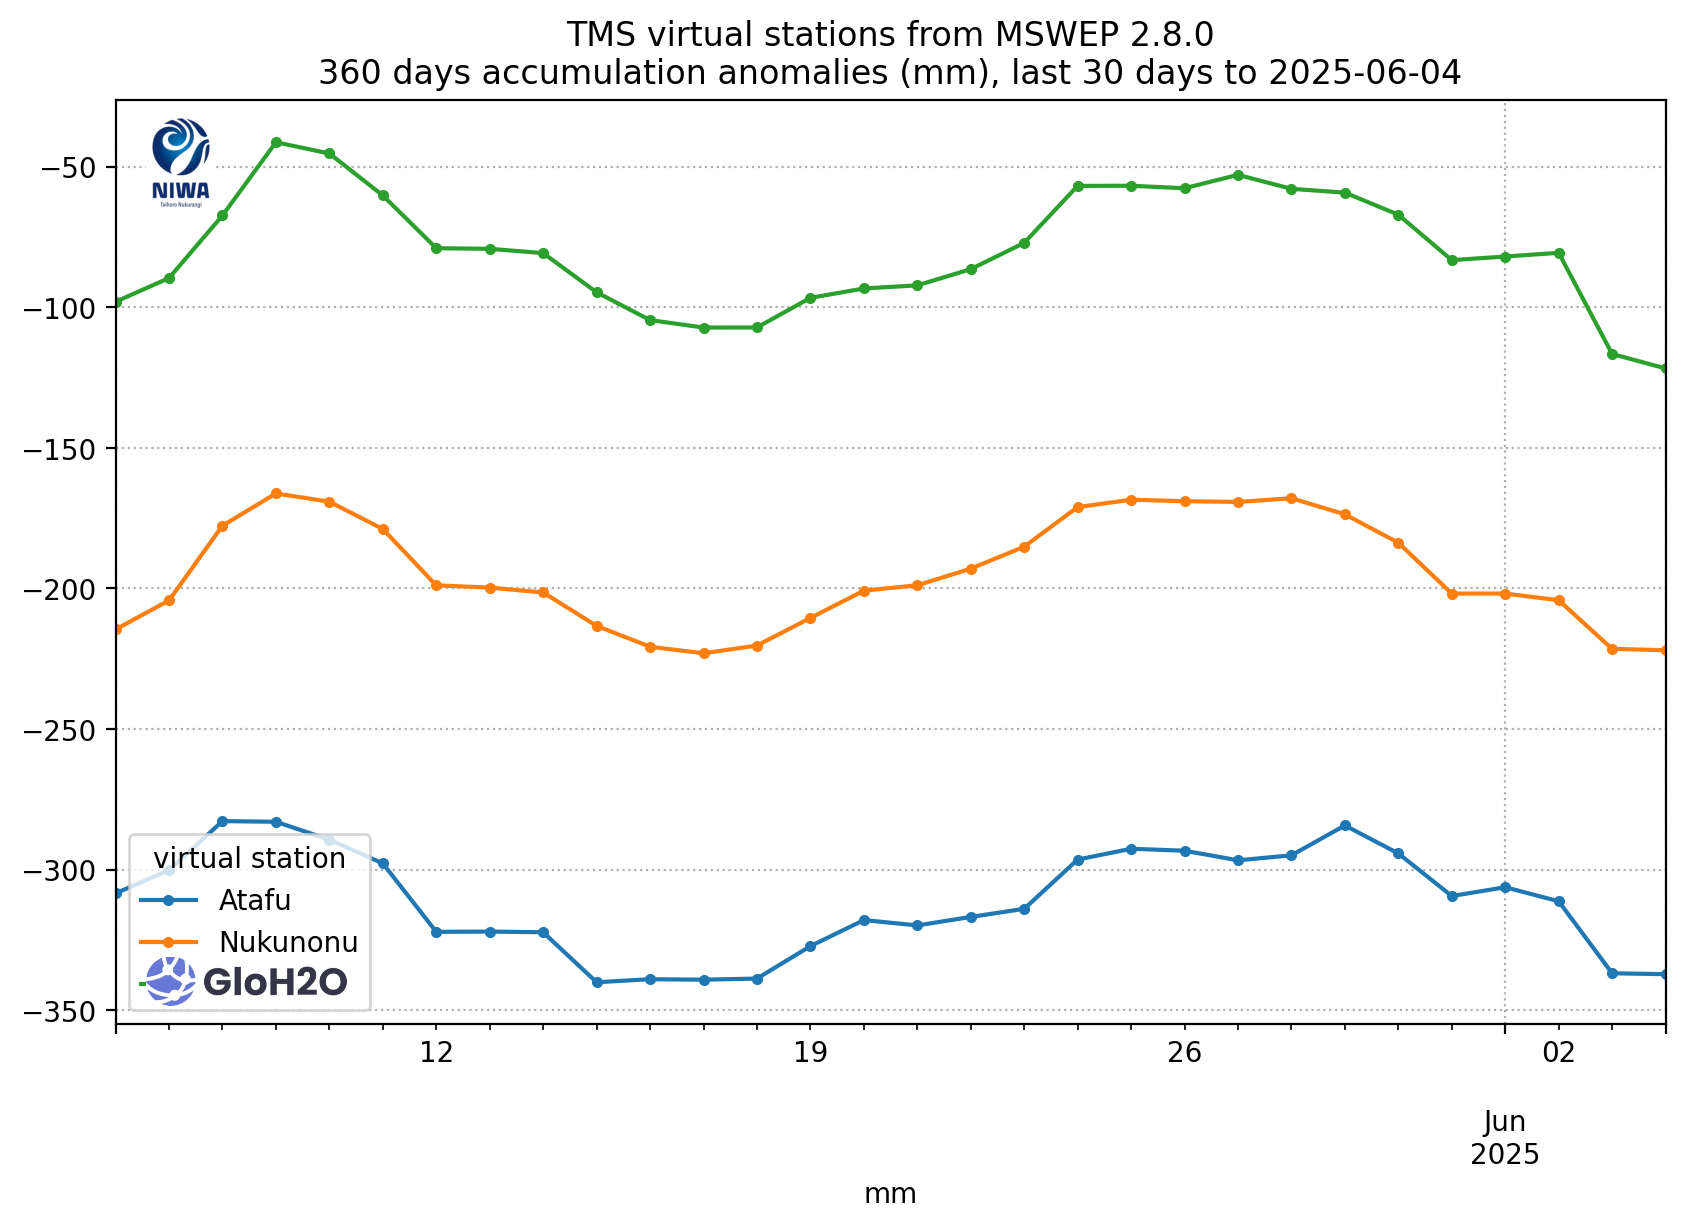 TMS virtual stations from MSWEP 2.8.0
360 days accumulation anomalies (mm), last 30 days to 2025-06-04
NIWA
Taihoro Nukurangi
−50
−100
−150
−200
−250
−300
−350
virtual station
Atafu
Nukunonu
GloH2O
12
19
26
02
Jun
2025
mm